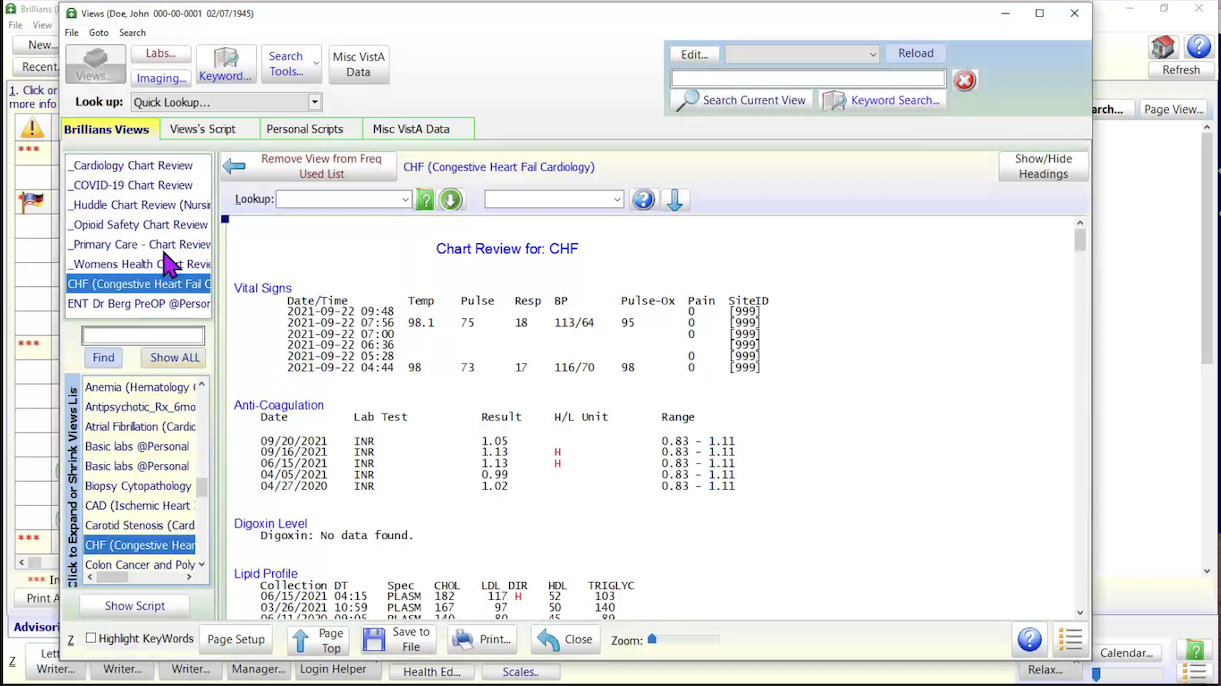 Brillians
Views (Doe, John 000-00-0001 02/07/1945)
File View
File Goto Search
New...
Recent.
Views...
Labs...
Imaging...
Keyword...
Search
Tools...
Misc VistA
Data
Edit...
Reload
Search Current View
Keyword Search...
Refresh
Look up:
Quick Lookup...
1. Click or
more info
Brillians Views
Views's Script
Personal Scripts
Misc VistA Data
arch...
Page View...
***
***
***
_Cardiology Chart Review
_COVID-19 Chart Review
_Huddle Chart Review (Nursin
_Opioid Safety Chart Review
_Primary Care - Chart Review
_Womens Health Chart Revie
CHF (Congestive Heart Fail C
ENT Dr Berg PreOP @Person
Find
Show ALL
Click to Expand or Shrink Views Lis
Anemia (Hematology
Antipsychotic_Rx_6mo
Atrial Fibrillation (Cardio
Basic labs @Personal
Basic labs @Personal
Biopsy Cytopathology
CAD (Ischemic Heart
Carotid Stenosis (Card
CHF (Congestive Hear
Colon Cancer and Poly
Show Script
Remove View from Freq
Used List
CHF (Congestive Heart Fail Cardiology)
Show/Hide
Headings
Lookup:
Chart Review for: CHF
Vital Signs
Date/Time Temp Pulse Resp BP Pulse-Ox Pain SiteID
2021-09-22 09:48 0 [999]
2021-09-22 07:56 98.1 75 18 113/64 95 0 [999]
2021-09-22 07:00 0 [999]
2021-09-22 06:36 [999]
2021-09-22 05:28 0 [999]
2021-09-22 04:44 98 73 17 116/70 98 0 [999]
Anti-Coagulation
Date Lab Test Result H/L Unit Range
09/20/2021 INR 1.05 0.83 - 1.11
09/16/2021 INR 1.13 H 0.83 - 1.11
06/15/2021 INR 1.13 H 0.83 - 1.11
04/05/2021 INR 0.99 0.83 - 1.11
04/27/2020 INR 1.02 0.83 - 1.11
Digoxin Level
Digoxin: No data found.
Lipid Profile
Collection DT Spec CHOL LDL DIR HDL TRIGLYC
06/15/2021 04:15 PLASM 182 117 H 52 103
03/26/2021 10:59 PLASM 167 97 50 140
06/11/2020 08:00 PLASM 140 80 45 89
*** In
Print A
Advisori
Z
Highlight KeyWords
Page Setup
Page
Top
Save to
File
Print...
Close
Zoom:
Z
Lett
Writer...
Writer...
Writer...
Manager...
Login Helper
Health Ed...
Scales..
Relax...
Calendar...